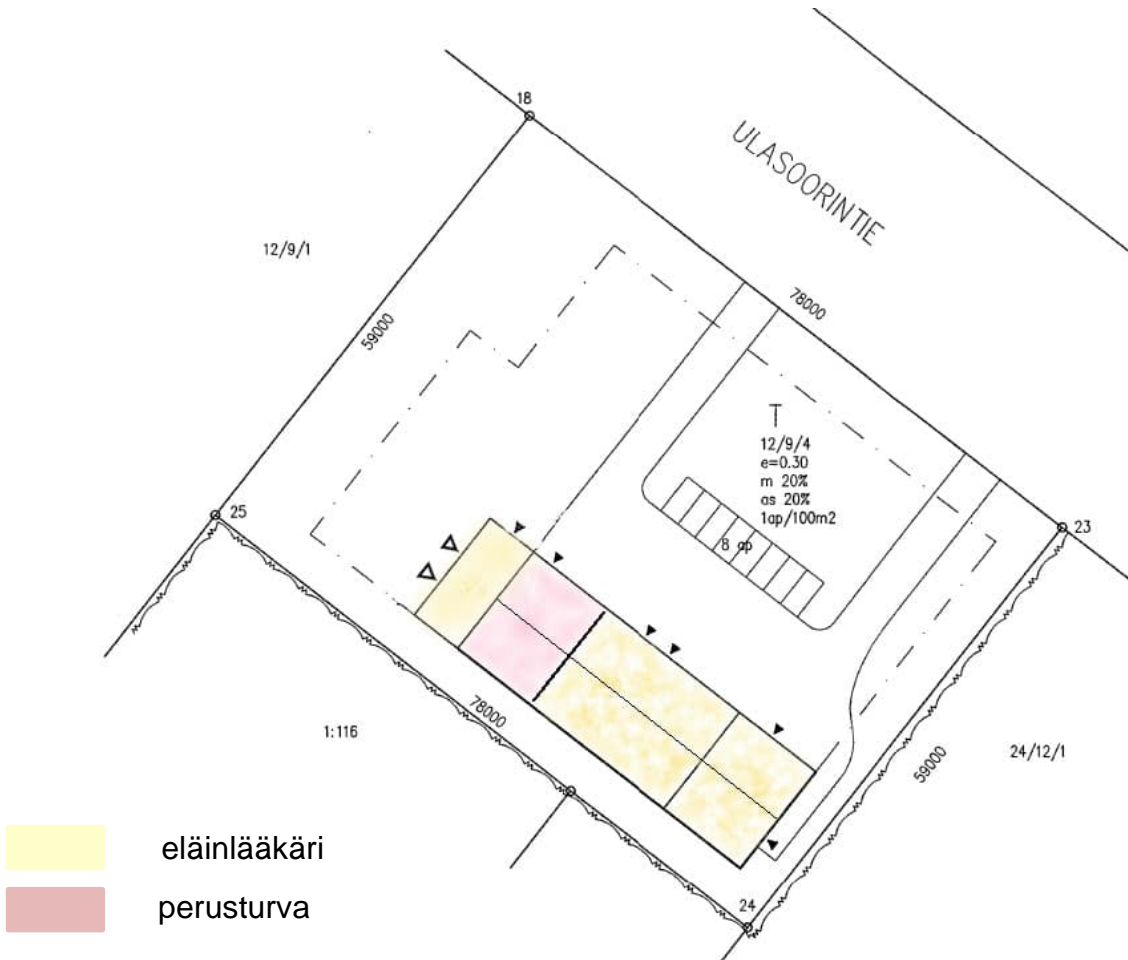 18
ULASOORINTIE
12/9/1
78000
59000
T
12/9/4
e=0.30
m 20%
as 20%
1ap/100m2
25
23
8 ap
78000
1:116
59000
24/12/1
eläinlääkäri
24
perusturva